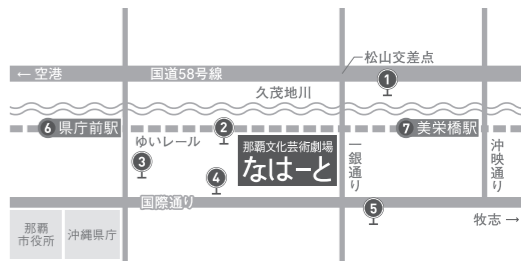 松山交差点
← 空港
国道58号線
1
久茂地川
6 県庁前駅
2
7 美栄橋駅
ゆいレール
那覇文化芸術劇場
なはーと
一銀通り
沖映通り
3
4
国際通り
5
牧志 →
那覇
市役所
沖縄県庁